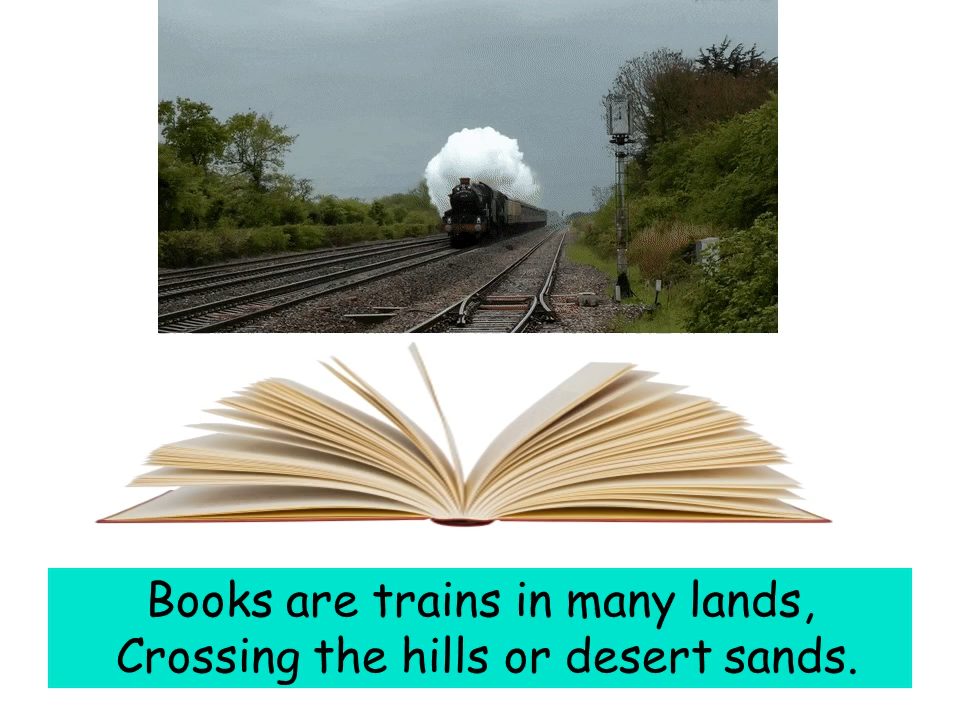 Books are trains in many lands,
Crossing the hills or desert sands.